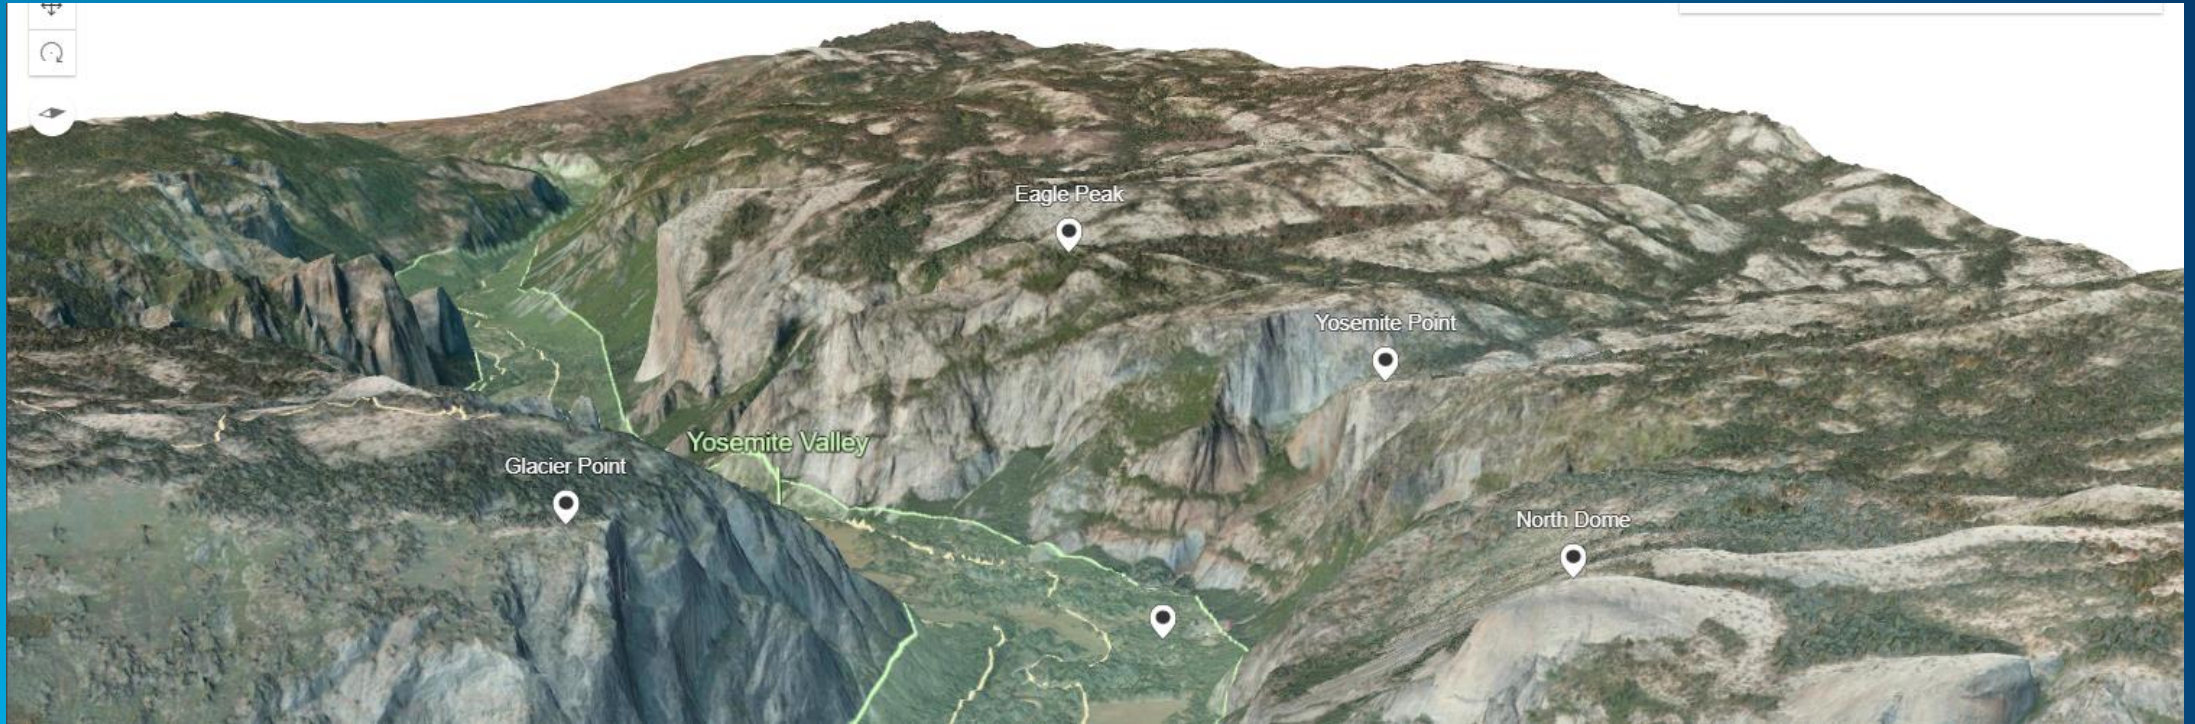 Eagle Peak
Yosemite Point
Yosemite Valley
Glacier Point
North Dome